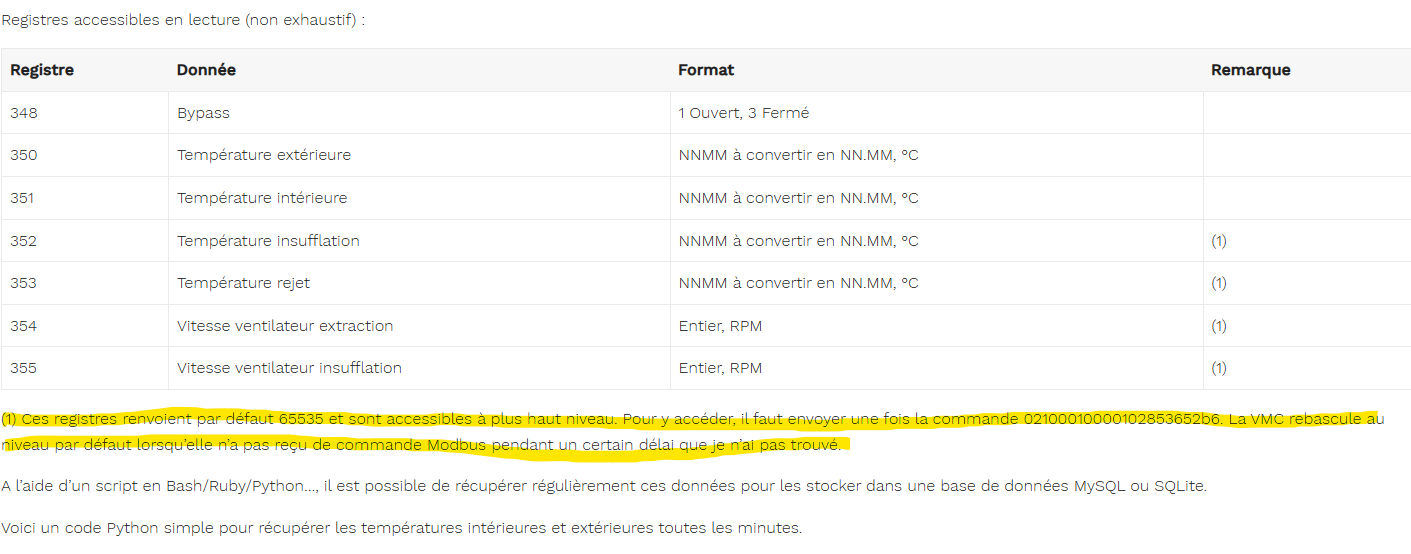 Registres accessibles en lecture (non exhaustif) :
Registre Donnée Format Remarque
348 Bypass 1 Ouvert, 3 Fermé
350 Température extérieure NNMM à convertir en NN.MM, °C
351 Température intérieure NNMM à convertir en NN.MM, °C
352 Température insufflation NNMM à convertir en NN.MM, °C (1)
353 Température rejet NNMM à convertir en NN.MM, °C (1)
354 Vitesse ventilateur extraction Entier, RPM (1)
355 Vitesse ventilateur insufflation Entier, RPM (1)
(1) Ces registres renvoient par défaut 65535 et sont accessibles à plus haut niveau. Pour y accéder, il faut envoyer une fois la commande 02100010000102853652b6. La VMC rebascule au
niveau par défaut lorsqu’elle n’a pas reçu de commande Modbus pendant un certain délai que je n’ai pas trouvé.
A l’aide d’un script en Bash/Ruby/Python…, il est possible de récupérer régulièrement ces données pour les stocker dans une base de données MySQL ou SQLite.
Voici un code Python simple pour récupérer les températures intérieures et extérieures toutes les minutes.